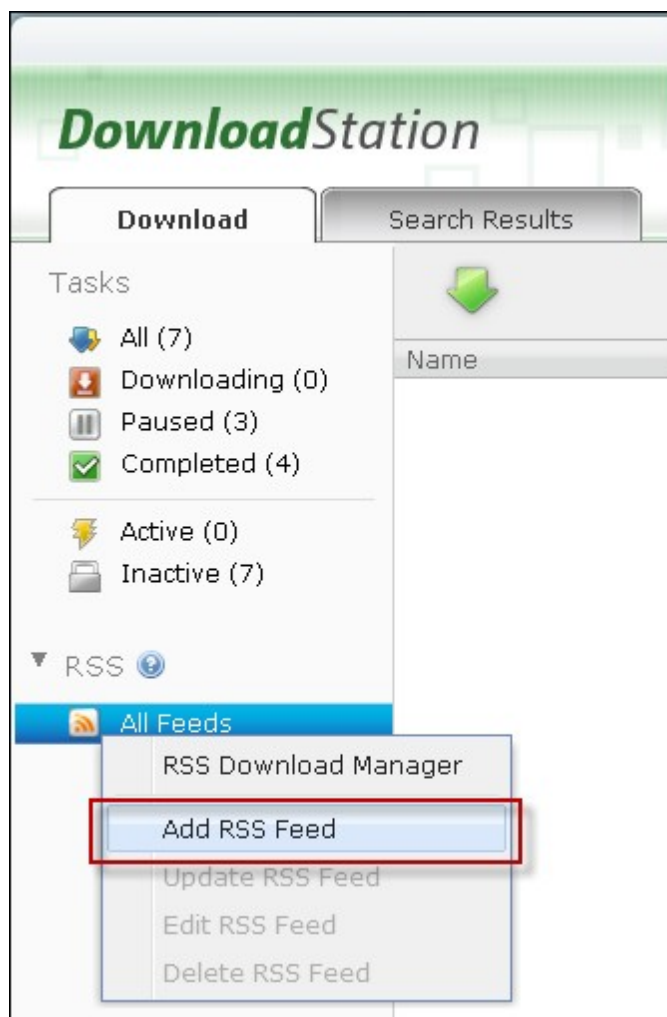 DownloadStation
Download
Search Results
Tasks
All (7)
Downloading (0)
Paused (3)
Completed (4)
Active (0)
Inactive (7)
Name
RSS
All Feeds
RSS Download Manager
Add RSS Feed
Update RSS Feed
Edit RSS Feed
Delete RSS Feed